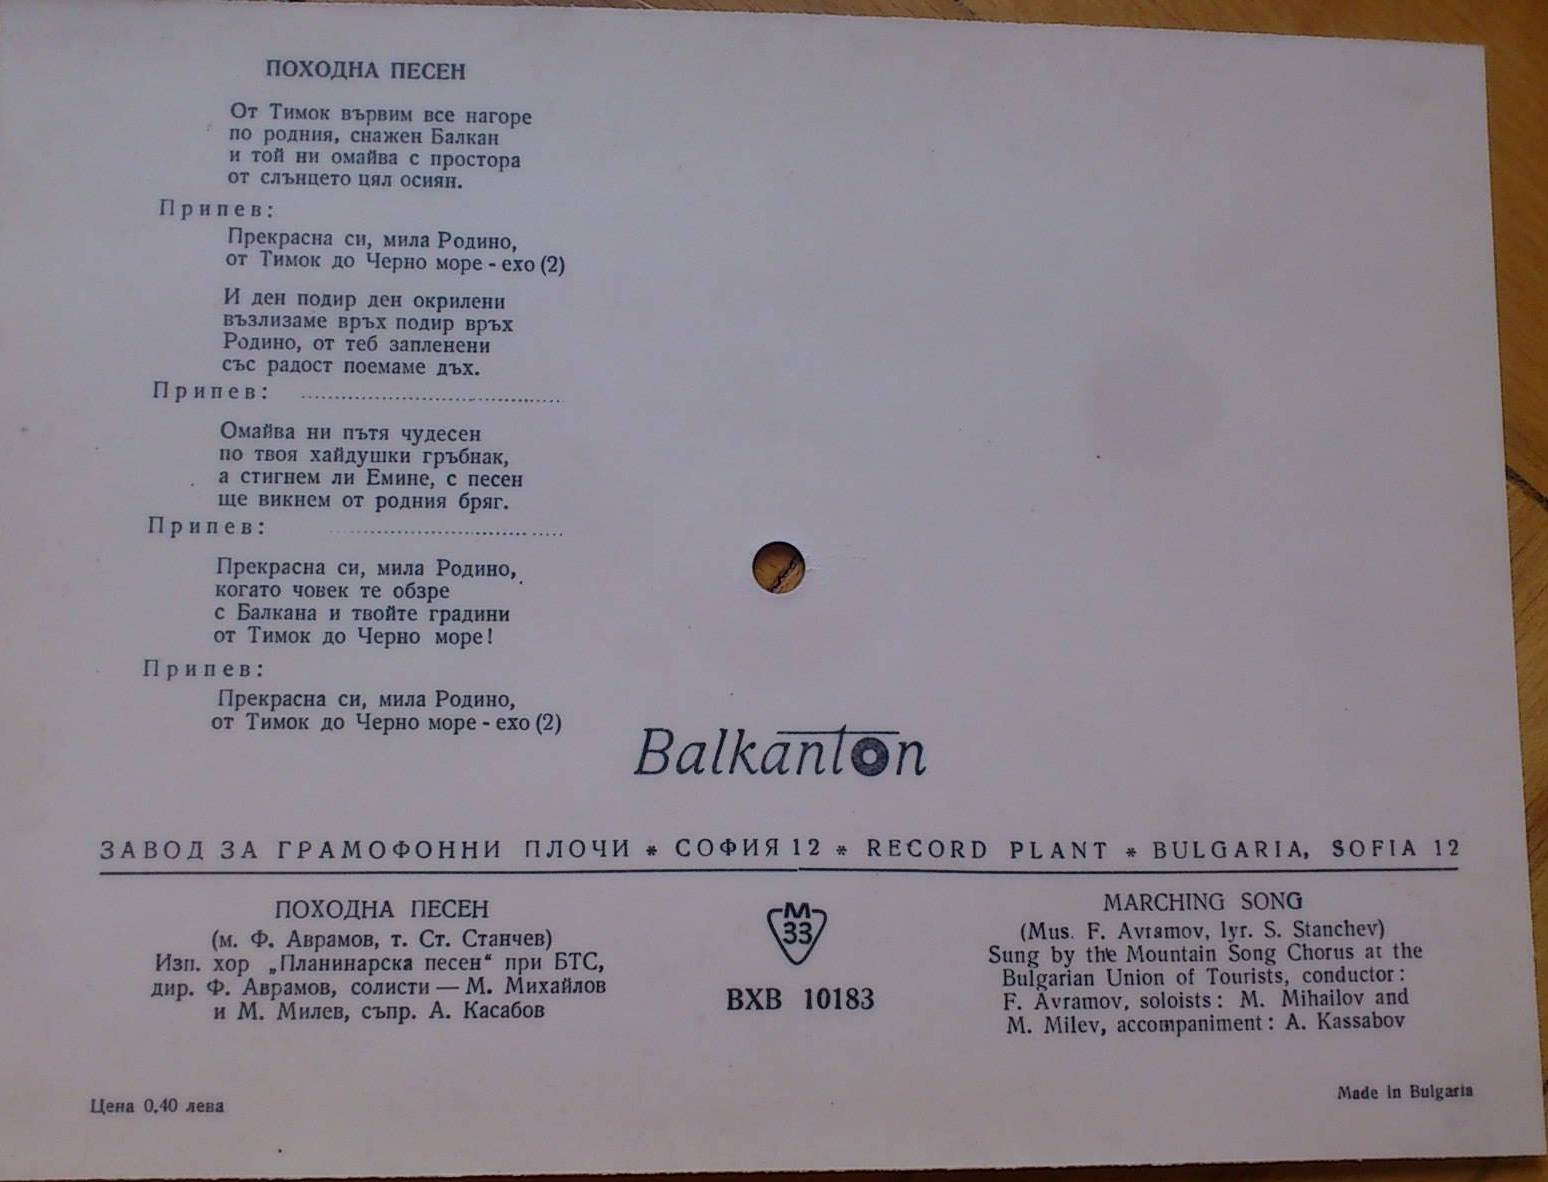 ПОХОДНА ПЕСЕН
От Тимок вървим все нагоре
по родния, снажен Балкан
и той ни омайва с простора
от слънцето цял осиян.
Припев:
Прекрасна си, мила Родино,
от Тимок до Черно море - ехо (2)
И ден подир ден окрилени
възлизаме връх подир връх
Родино, от теб запленени
със радост поемаме дъх.
Припев: ........................................
Омайва ни пътя чудесен
по твоя хайдушки гръбнак,
а стигнем ли Емине, с песен
ще викнем от родния бряг.
Припев: ...................................
Прекрасна си, мила Родино,
когато човек те обзре
с Балкана и твойте градини
от Тимок до Черно море!
Припев:
Прекрасна си, мила Родино,
от Тимок до Черно море - ехо (2)
Balkanton
ЗАВОД ЗА ГРАМОФОННИ ПЛОЧИ * СОФИЯ 12 * RECORD PLANT * BULGARIA, SOFIA 12
ПОХОДНА ПЕСЕН
(м. Ф. Аврамов, т. Ст. Станчев)
Изп. хор „Планинарска песен“ при БТС,
дир. Ф. Аврамов, солисти — М. Михайлов
и М. Милев, съпр. А. Касабов
М
33
ВХВ 10183
MARCHING SONG
(Mus. F. Avramov, lyr. S. Stanchev)
Sung by the Mountain Song Chorus at the
Bulgarian Union of Tourists, conductor:
F. Avramov, soloists: M. Mihailov and
M. Milev, accompaniment: A. Kassabov
Цена 0,40 лева
Made in Bulgaria